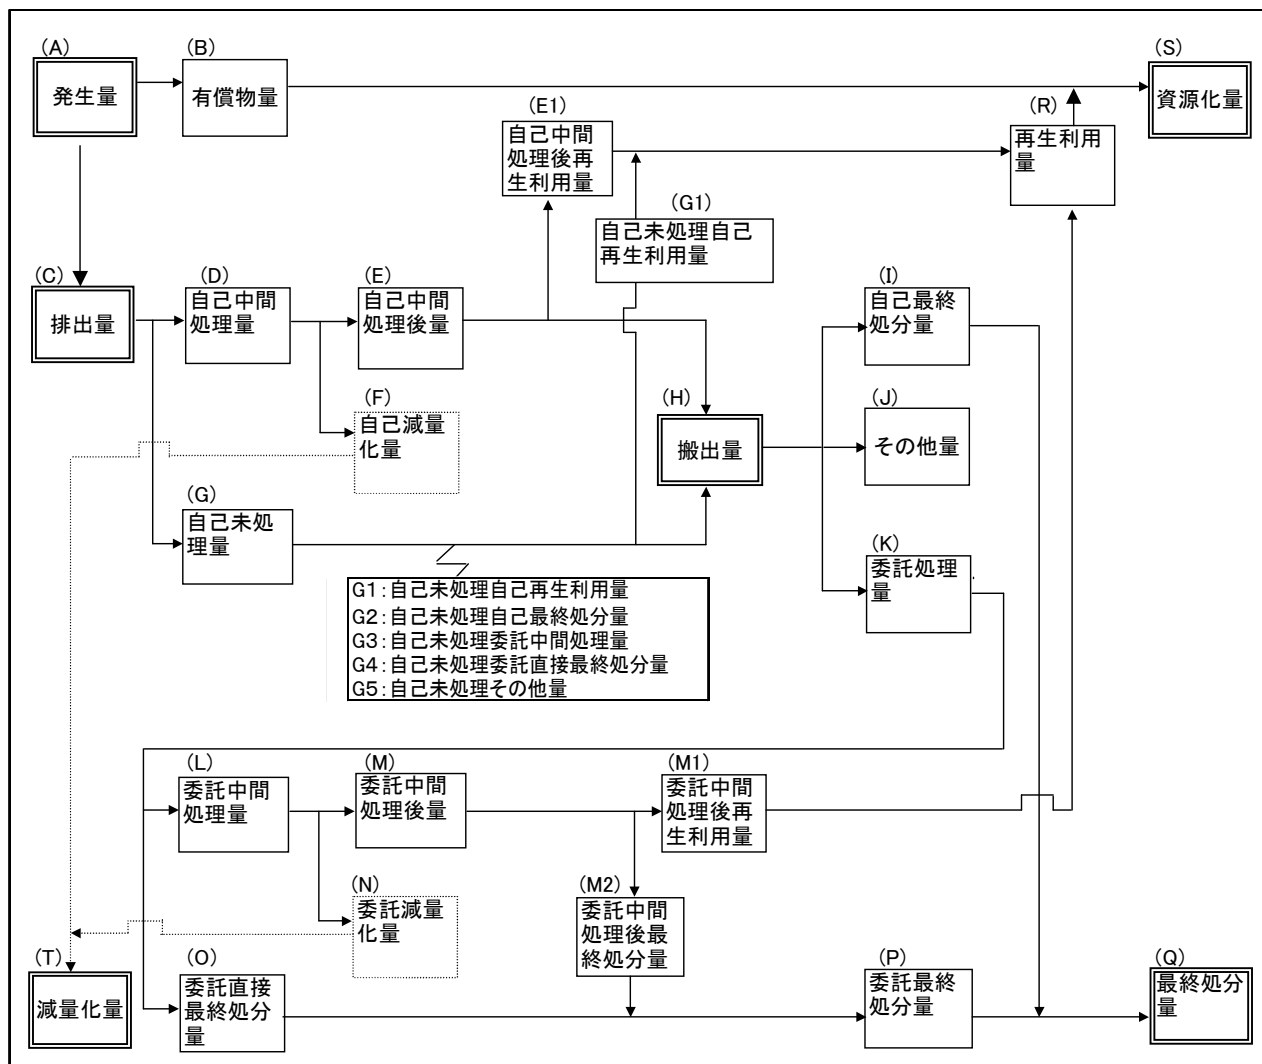 (A)
発生量
(B)
有償物量
(S)
資源化量
(E1)
自己中間
処理後再
生利用量
(R)
再生利用
量
(G1)
自己未処理自己
再生利用量
(C)
排出量
(D)
自己中間
処理量
(E)
自己中間
処理後量
(I)
自己最終
処分量
(F)
自己減量
化量
(H)
搬出量
(J)
その他量
(G)
自己未処
理量
(K)
委託処理
量
G1:自己未処理自己再生利用量
G2:自己未処理自己最終処分量
G3:自己未処理委託中間処理量
G4:自己未処理委託直接最終処分量
G5:自己未処理その他量
(L)
委託中間
処理量
(M)
委託中間
処理後量
(M1)
委託中間
処理後再
生利用量
(N)
委託減量
化量
(M2)
委託中間
処理後最
終処分量
(T)
減量化量
(O)
委託直接
最終処分
量
(P)
委託最終
処分量
(Q)
最終処分
量